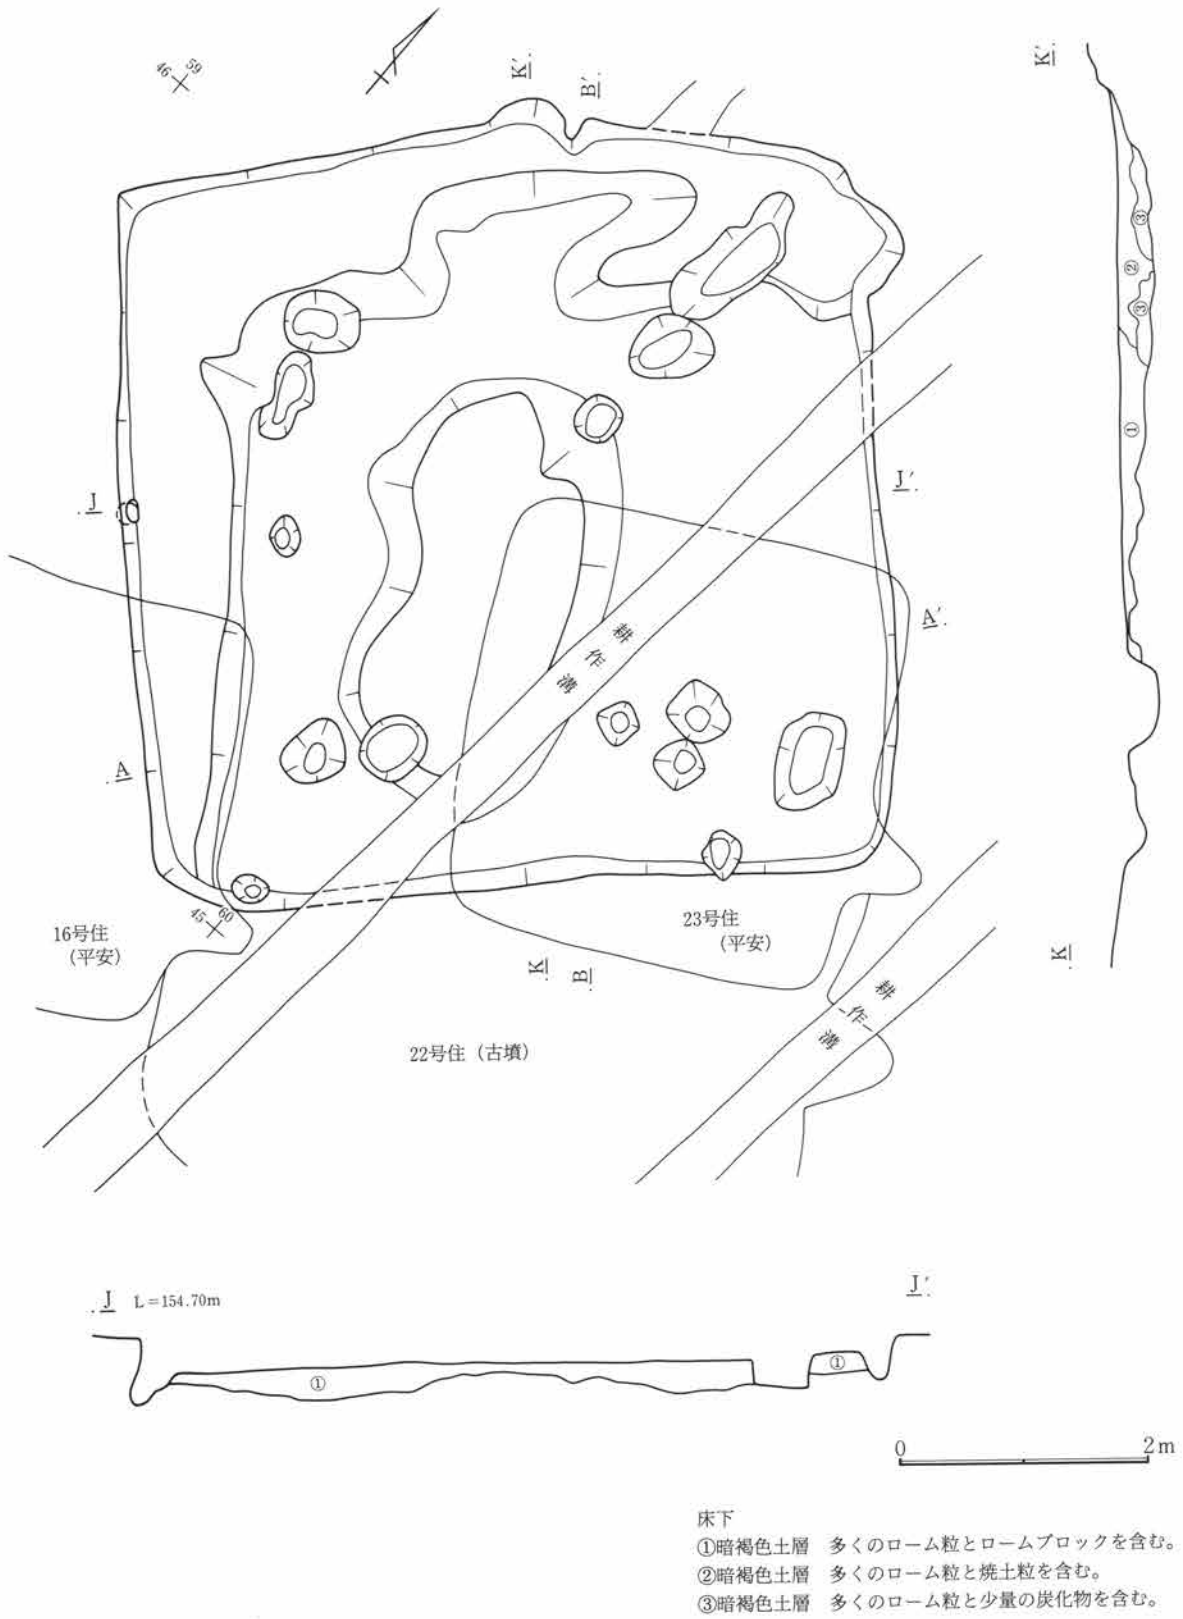 46 59
K'.
B'.
K'.
③
②
③
①
.J
J'.
A'.
耕作溝
.A
45 60
16号住
(平安)
23号住
(平安)
K
B.
K.
耕作溝
22号住(古墳)
.J L=154.70m
J'.
①
①
0 2m
床下
①暗褐色土層 多くのローム粒とロームブロックを含む。
②暗褐色土層 多くのローム粒と焼土粒を含む。
③暗褐色土層 多くのローム粒と少量の炭化物を含む。